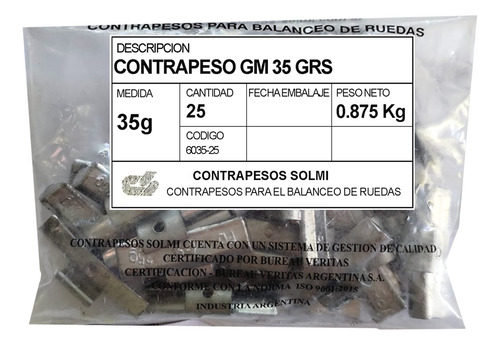 CONTRAPESOS PARA BALANCEO DE RUEDAS
DESCRIPCION
CONTRAPESO GM 35 GRS
MEDIDA
35g
CANTIDAD
25
FECHA EMBALAJE
PESO NETO
0.875 Kg
CODIGO
6035-25
CONTRAPESOS SOLMI
CONTRAPESOS PARA EL BALANCEO DE RUEDAS
CONTRAPESOS SOLMI CUENTA CON UN SISTEMA DE GESTION DE CALIDAD
CERTIFICADO POR BUREAU VERITAS
CERTIFICACION - BUREAU VERITAS ARGENTINA S.A.
CONFORME CON LA NORMA ISO 9001:2015
INDUSTRIA ARGENTINA